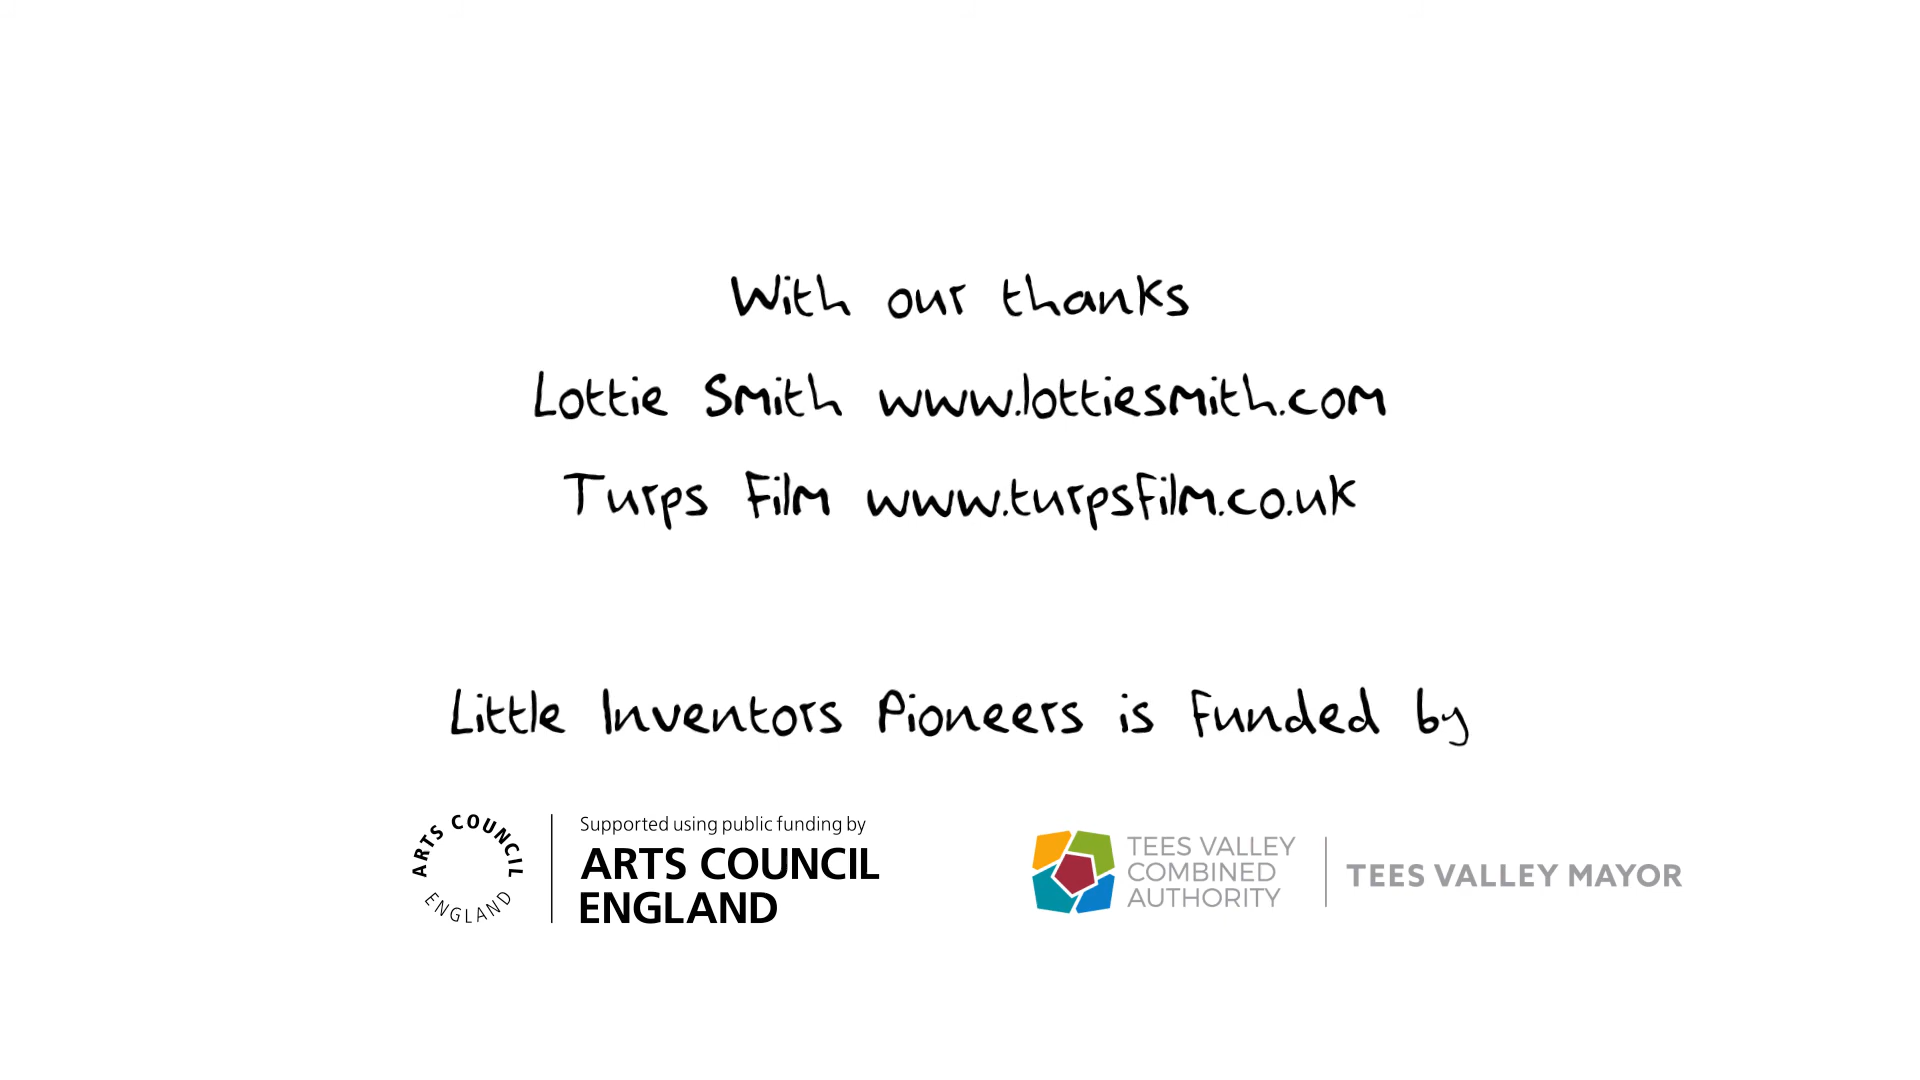 With our thanks
Lottie Smith www.lottiesmith.com
Turps Film www.turpsfilm.co.uk
Little Inventors Pioneers is funded by
ARTS COUNCIL
ENGLAND
Supported using public funding by
ARTS COUNCIL
ENGLAND
TEES VALLEY
COMBINED
AUTHORITY
TEES VALLEY MAYOR